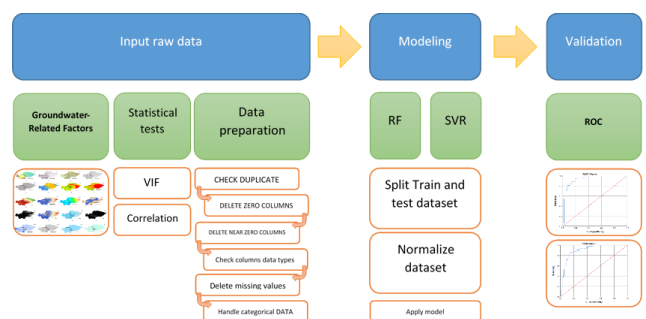 Input raw data
Modeling
Validation
Groundwater-
Related Factors
Statistical
tests
Data
preparation
RF
SVR
ROC
VIF
Correlation
CHECK DUPLICATE
DELETE ZERO COLUMNS
DELETE NEAR ZERO COLUMNS
Check columns data types
Delete missing values
Handle categorical DATA
Split Train and
test dataset
Normalize
dataset
Apply model